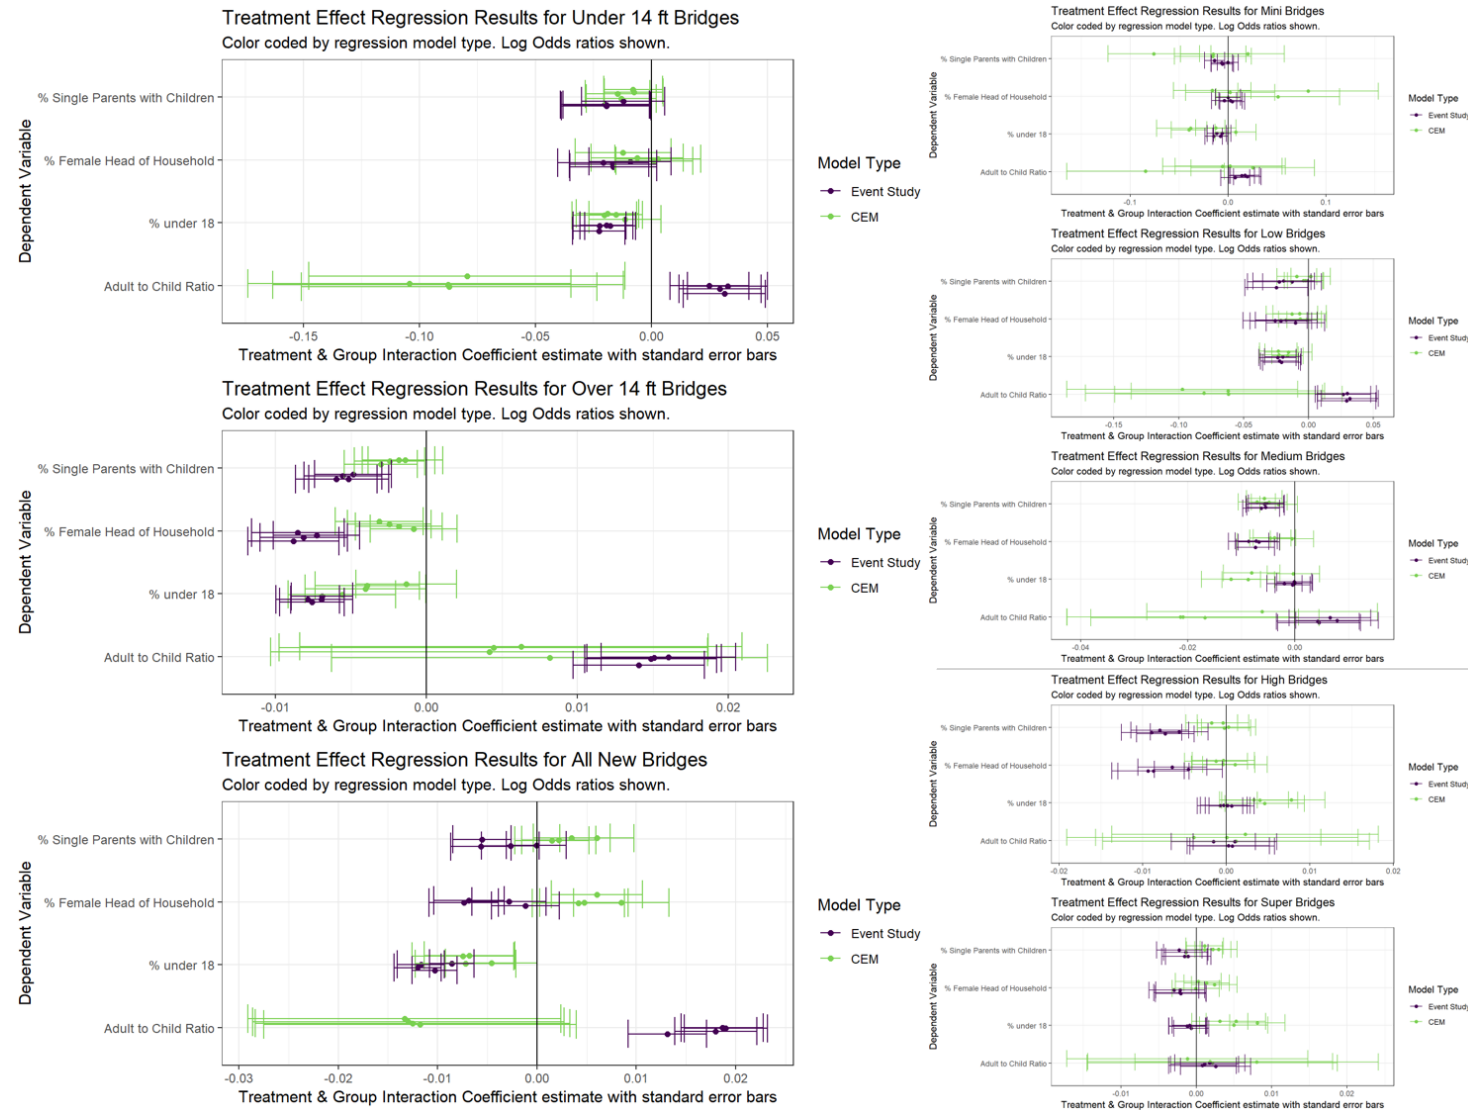 Treatment Effect Regression Results for Under 14 ft Bridges
Color coded by regression model type. Log Odds ratios shown.
Dependent Variable
% Single Parents with Children
% Female Head of Household
% under 18
Adult to Child Ratio
-0.15 -0.10 -0.05 0.00 0.05
Treatment & Group Interaction Coefficient estimate with standard error bars
Model Type
Event Study
CEM
Treatment Effect Regression Results for Over 14 ft Bridges
Color coded by regression model type. Log Odds ratios shown.
Dependent Variable
% Single Parents with Children
% Female Head of Household
% under 18
Adult to Child Ratio
-0.01 0.00 0.01 0.02
Treatment & Group Interaction Coefficient estimate with standard error bars
Model Type
Event Study
CEM
Treatment Effect Regression Results for All New Bridges
Color coded by regression model type. Log Odds ratios shown.
Dependent Variable
% Single Parents with Children
% Female Head of Household
% under 18
Adult to Child Ratio
-0.03 -0.02 -0.01 0.00 0.01 0.02
Treatment & Group Interaction Coefficient estimate with standard error bars
Model Type
Event Study
CEM
Treatment Effect Regression Results for Mini Bridges
Color coded by regression model type. Log Odds ratios shown.
Dependent Variable
% Single Parents with Children
% Female Head of Household
% under 18
Adult to Child Ratio
-0.1 0.0 0.1
Treatment & Group Interaction Coefficient estimate with standard error bars
Model Type
Event Study
CEM
Treatment Effect Regression Results for Low Bridges
Color coded by regression model type. Log Odds ratios shown.
Dependent Variable
% Single Parents with Children
% Female Head of Household
% under 18
Adult to Child Ratio
-0.15 -0.10 -0.05 0.00 0.05
Treatment & Group Interaction Coefficient estimate with standard error bars
Model Type
Event Study
CEM
Treatment Effect Regression Results for Medium Bridges
Color coded by regression model type. Log Odds ratios shown.
Dependent Variable
% Single Parents with Children
% Female Head of Household
% under 18
Adult to Child Ratio
-0.04 -0.02 0.00
Treatment & Group Interaction Coefficient estimate with standard error bars
Model Type
Event Study
CEM
Treatment Effect Regression Results for High Bridges
Color coded by regression model type. Log Odds ratios shown.
Dependent Variable
% Single Parents with Children
% Female Head of Household
% under 18
Adult to Child Ratio
-0.02 -0.01 0.00 0.01 0.02
Treatment & Group Interaction Coefficient estimate with standard error bars
Model Type
Event Study
CEM
Treatment Effect Regression Results for Super Bridges
Color coded by regression model type. Log Odds ratios shown.
Dependent Variable
% Single Parents with Children
% Female Head of Household
% under 18
Adult to Child Ratio
-0.01 0.00 0.01 0.02
Treatment & Group Interaction Coefficient estimate with standard error bars
Model Type
Event Study
CEM